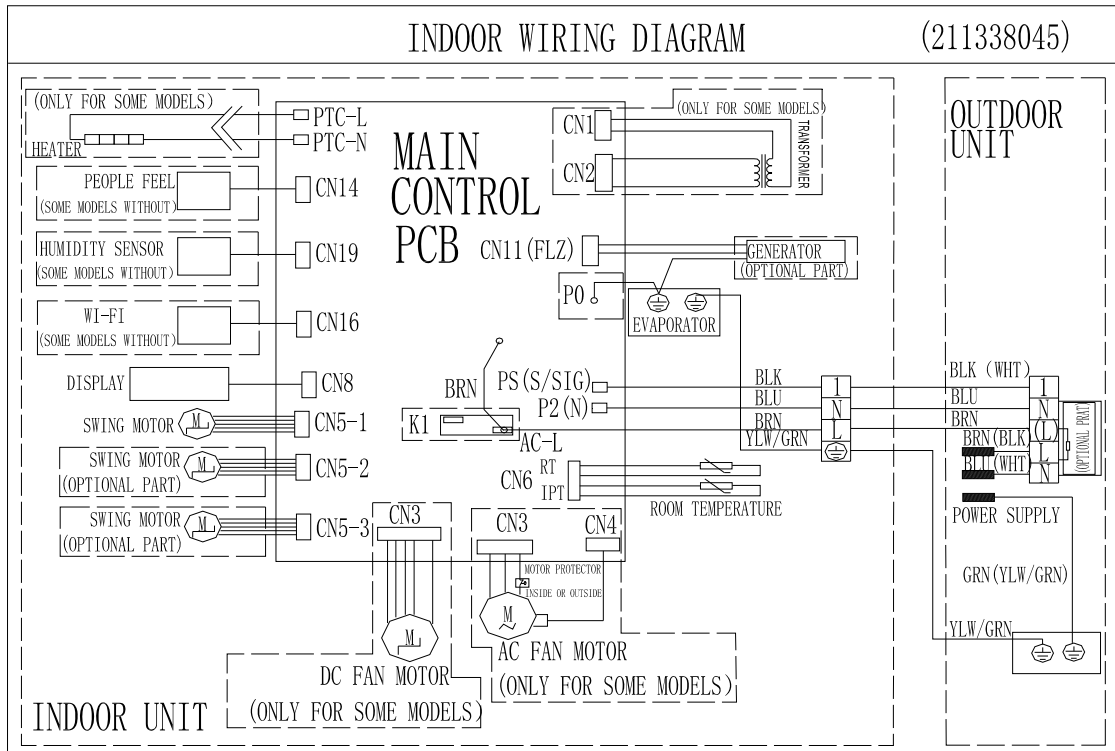 INDOOR WIRING DIAGRAM
(211338045)
(ONLY FOR SOME MODELS)
HEATER
PTC-L
PTC-N
PEOPLE FEEL
(SOME MODELS WITHOUT)
CN14
HUMIDITY SENSOR
(SOME MODELS WITHOUT)
CN19
WI-FI
(SOME MODELS WITHOUT)
CN16
DISPLAY
CN8
SWING MOTOR
M
CN5-1
SWING MOTOR
(OPTIONAL PART)
M
CN5-2
SWING MOTOR
(OPTIONAL PART)
M
CN5-3
MAIN
CONTROL
PCB
(ONLY FOR SOME MODELS)
CN1
CN2
TRANSFORMER
CN11(FLZ)
GENERATOR
(OPTIONAL PART)
P0
EVAPORATOR
BRN
PS(S/SIG)
P2(N)
K1
AC-L
BLK
BLU
BRN
YLW/GRN
1
N
L
CN6
RT
IPT
ROOM TEMPERATURE
CN3
M
DC FAN MOTOR
(ONLY FOR SOME MODELS)
CN3
CN4
MOTOR PROTECTOR
INSIDE OR OUTSIDE
M
AC FAN MOTOR
(ONLY FOR SOME MODELS)
INDOOR UNIT
OUTDOOR
UNIT
BLK (WHT)
BLU
BRN
BRN(BLK)
BLU(WHT)
1
N
(L)
L
N
(OPTIONAL PRAT)
POWER SUPPLY
GRN(YLW/GRN)
YLW/GRN